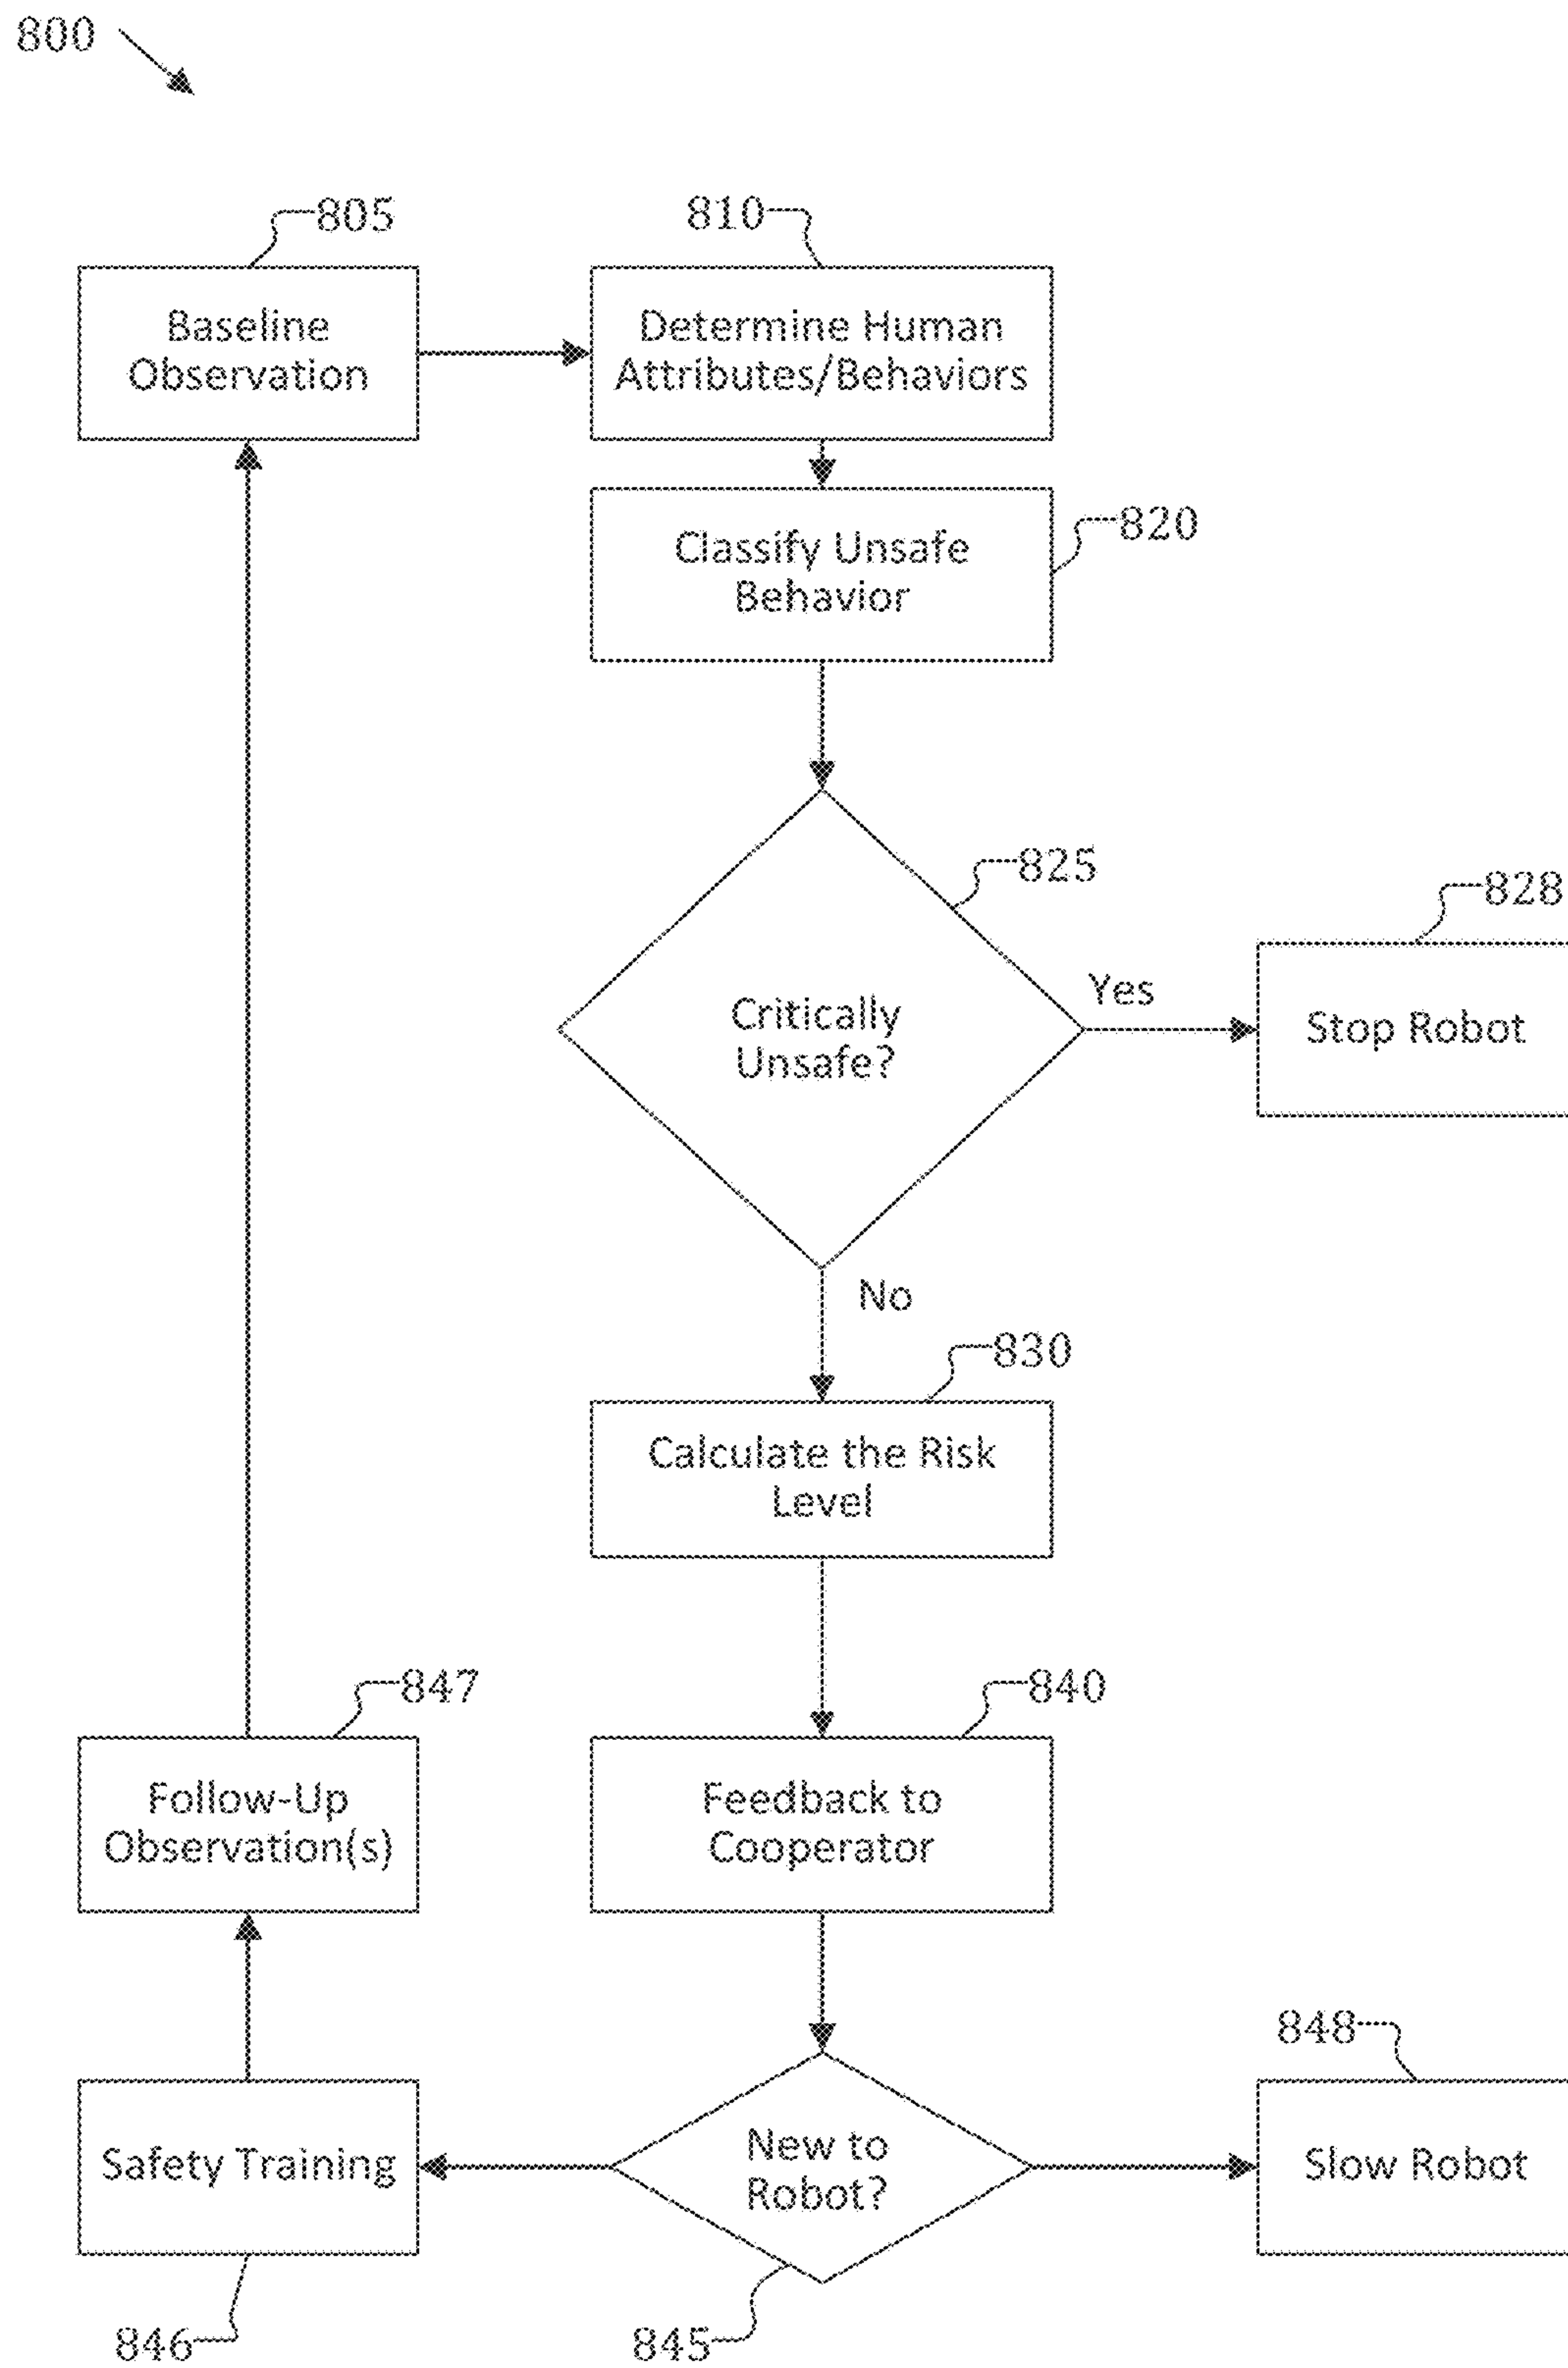 800
805
810
Baseline
Observation
Determine Human
Attributes/Behaviors
820
Classify Unsafe
Behavior
825
828
Critically
Unsafe?
Yes
Stop Robot
No
830
Calculate the Risk
Level
847
840
Follow-Up
Observation(s)
Feedback to
Cooperator
848
Safety Training
New to
Robot?
Slow Robot
846
845